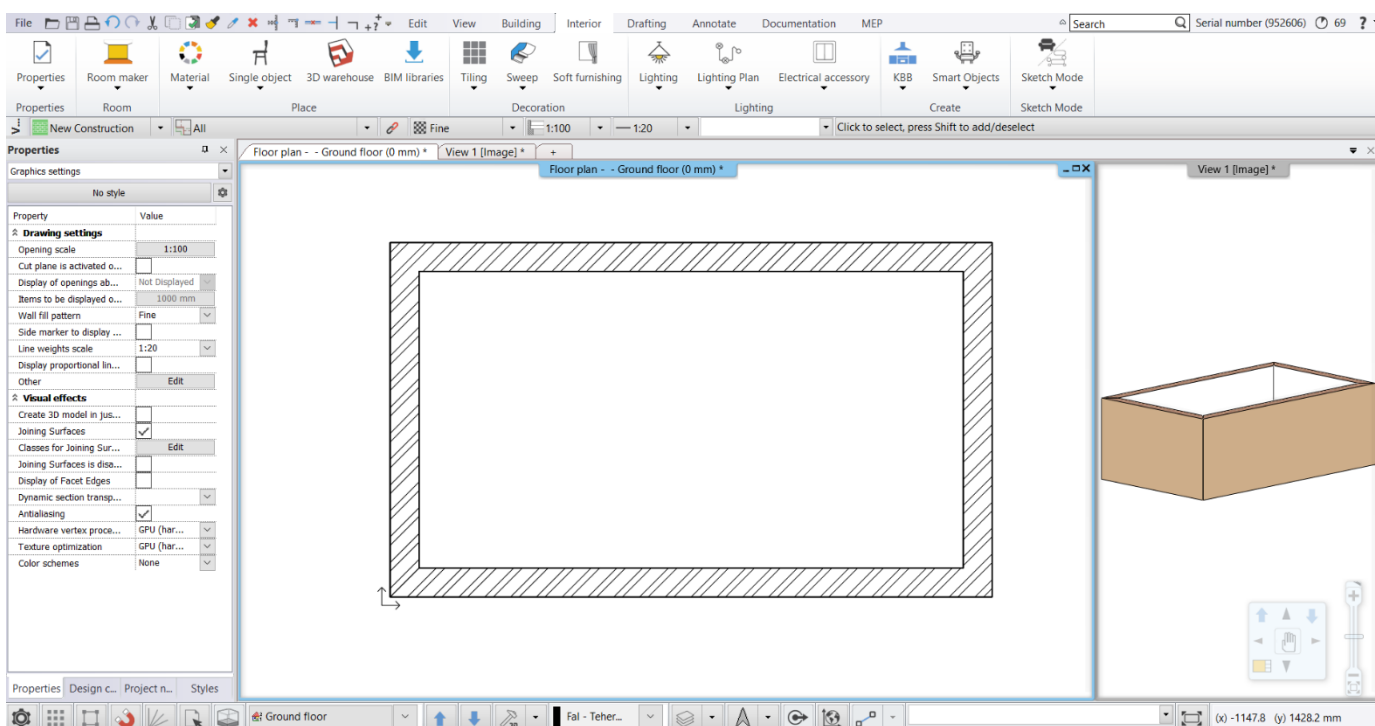 File Edit View Building Interior Drafting Annotate Documentation MEP Search Serial number (952606) 69 ?
Properties Room maker Material Single object 3D warehouse BIM libraries Tiling Sweep Soft furnishing Lighting Lighting Plan Electrical accessory KBB Smart Objects Sketch Mode
Properties Room Place Decoration Lighting Create Sketch Mode
New Construction All Fine 1:100 1:20 Click to select, press Shift to add/deselect
Properties
Floor plan - - Ground floor (0 mm) * View 1 [Image] * +
Graphics settings
Floor plan - - Ground floor (0 mm) * View 1 [Image] *
No style
Property Value
Drawing settings
Opening scale 1:100
Cut plane is activated o...
Display of openings ab... Not Displayed
Items to be displayed o... 1000 mm
Wall fill pattern Fine
Side marker to display ...
Line weights scale 1:20
Display proportional lin...
Other Edit
Visual effects
Create 3D model in jus...
Joining Surfaces
Classes for Joining Sur... Edit
Joining Surfaces is disa...
Display of Facet Edges
Dynamic section transp...
Antialiasing
Hardware vertex proce... GPU (har...
Texture optimization GPU (har...
Color schemes None
Properties Design c... Project n... Styles
Ground floor Fal - Teher... (x) -1147.8 (y) 1428.2 mm